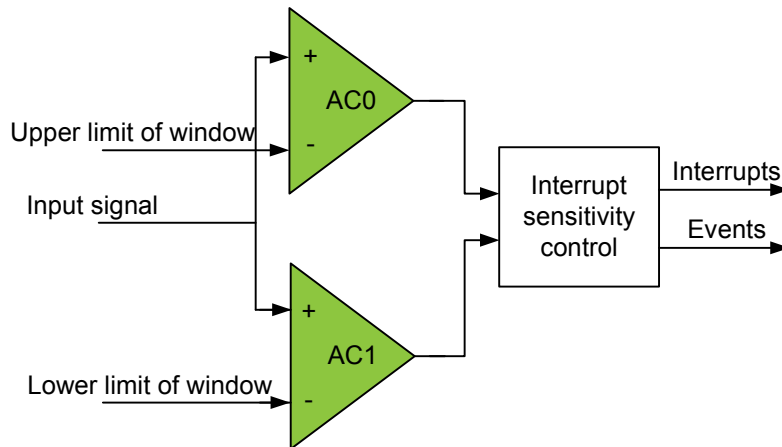 +
AC0
Upper limit of window
-
Input signal
Interrupt
sensitivity
control
Interrupts
Events
+
AC1
Lower limit of window
-